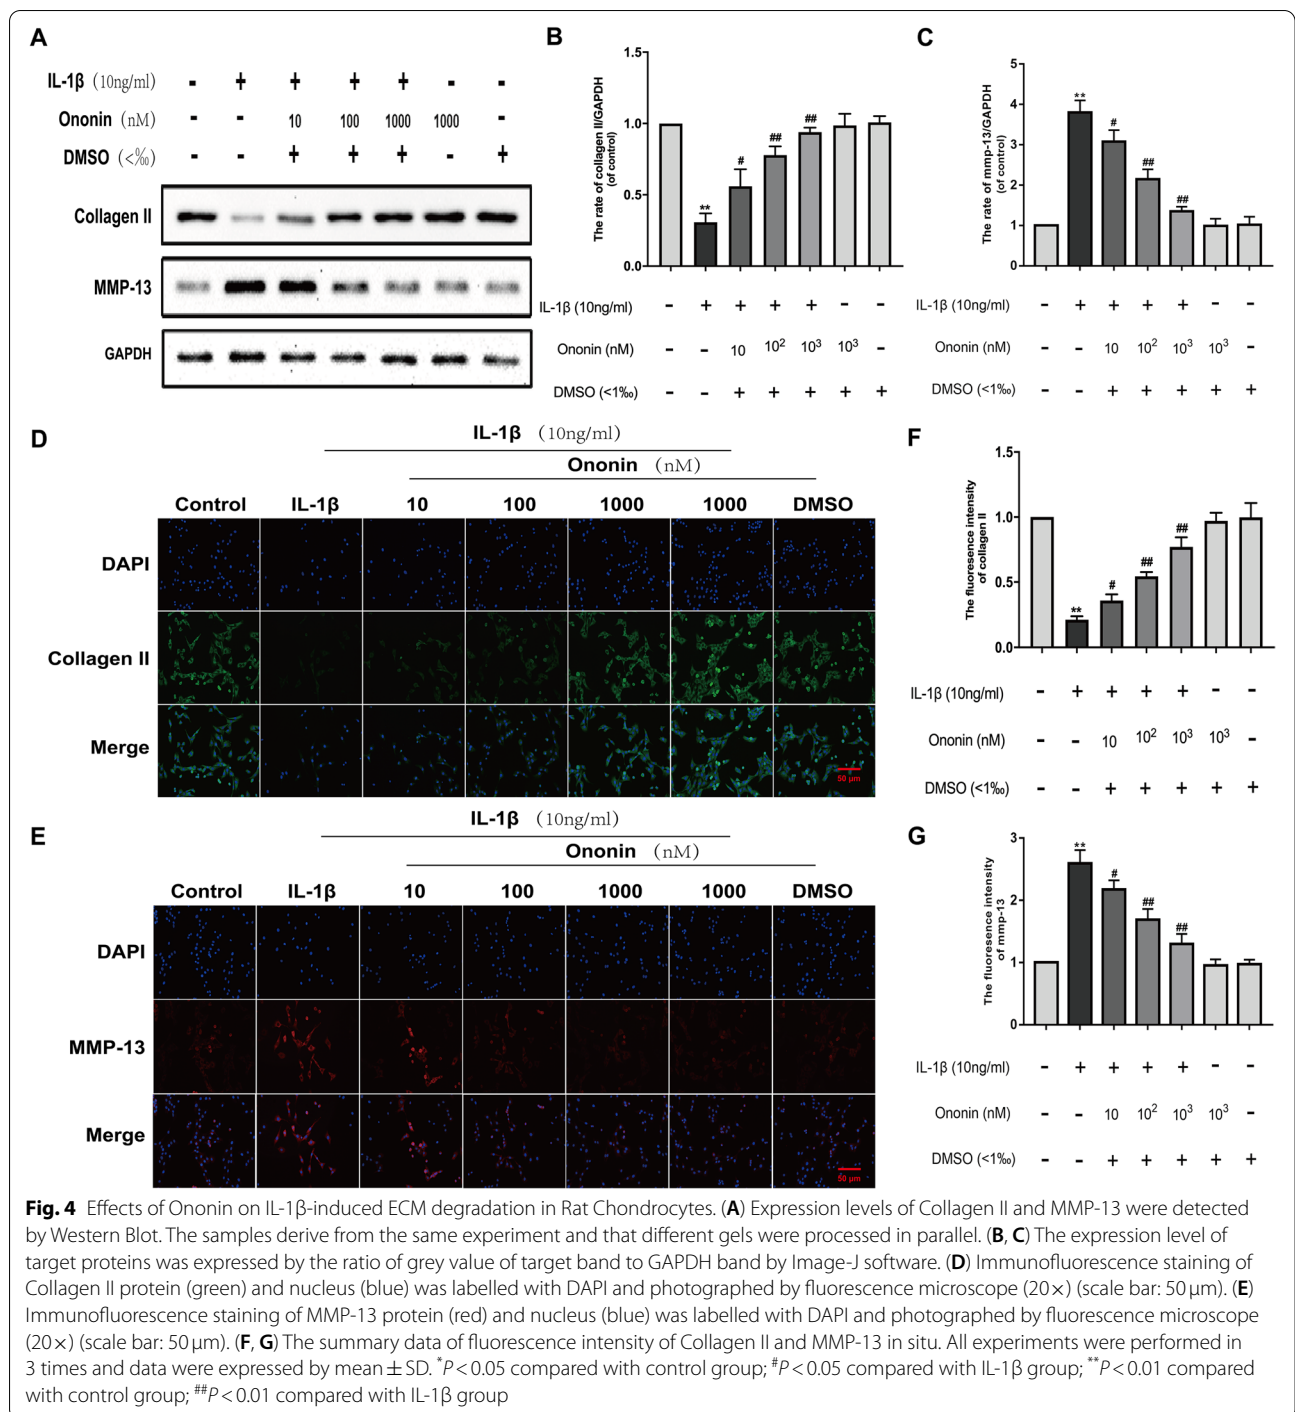 A
IL-1β (10ng/ml) - + + + + - -
Ononin (nM) - - 10 100 1000 1000 -
DMSO (<‰) - - + + + - +
Collagen II
MMP-13
GAPDH
B
The rate of collagen II/GAPDH
(of control)
1.5
1.0
0.5
0.0
** # ## ##
IL-1β (10ng/ml) - + + + + - -
Ononin (nM) - - 10 10² 10³ 10³ -
DMSO (<1‰) - - + + + + +
C
The rate of mmp-13/GAPDH
(of control)
5
4
3
2
1
0
** # ## ##
IL-1β (10ng/ml) - + + + + - -
Ononin (nM) - - 10 10² 10³ 10³ -
DMSO (<1‰) - - + + + + +
D
IL-1β (10ng/ml)
Ononin (nM)
Control IL-1β 10 100 1000 1000 DMSO
DAPI
Collagen II
Merge
50 μm
F
The fluoresence intensity
of collagen II
1.5
1.0
0.5
0.0
** # ## ##
IL-1β (10ng/ml) - + + + + - -
Ononin (nM) - - 10 10² 10³ 10³ -
DMSO (<1‰) - - + + + + +
E
IL-1β (10ng/ml)
Ononin (nM)
Control IL-1β 10 100 1000 1000 DMSO
DAPI
MMP-13
Merge
50 μm
G
The fluoresence intensity
of mmp-13
3
2
1
0
** # ## ##
IL-1β (10ng/ml) - + + + + - -
Ononin (nM) - - 10 10² 10³ 10³ -
DMSO (<1‰) - - + + + + +
Fig. 4 Effects of Ononin on IL-1β-induced ECM degradation in Rat Chondrocytes. (A) Expression levels of Collagen II and MMP-13 were detected
by Western Blot. The samples derive from the same experiment and that different gels were processed in parallel. (B, C) The expression level of
target proteins was expressed by the ratio of grey value of target band to GAPDH band by Image-J software. (D) Immunofluorescence staining of
Collagen II protein (green) and nucleus (blue) was labelled with DAPI and photographed by fluorescence microscope (20×) (scale bar: 50 μm). (E)
Immunofluorescence staining of MMP-13 protein (red) and nucleus (blue) was labelled with DAPI and photographed by fluorescence microscope
(20×) (scale bar: 50 μm). (F, G) The summary data of fluorescence intensity of Collagen II and MMP-13 in situ. All experiments were performed in
3 times and data were expressed by mean ± SD. *P < 0.05 compared with control group; #P < 0.05 compared with IL-1β group; **P < 0.01 compared
with control group; ##P < 0.01 compared with IL-1β group